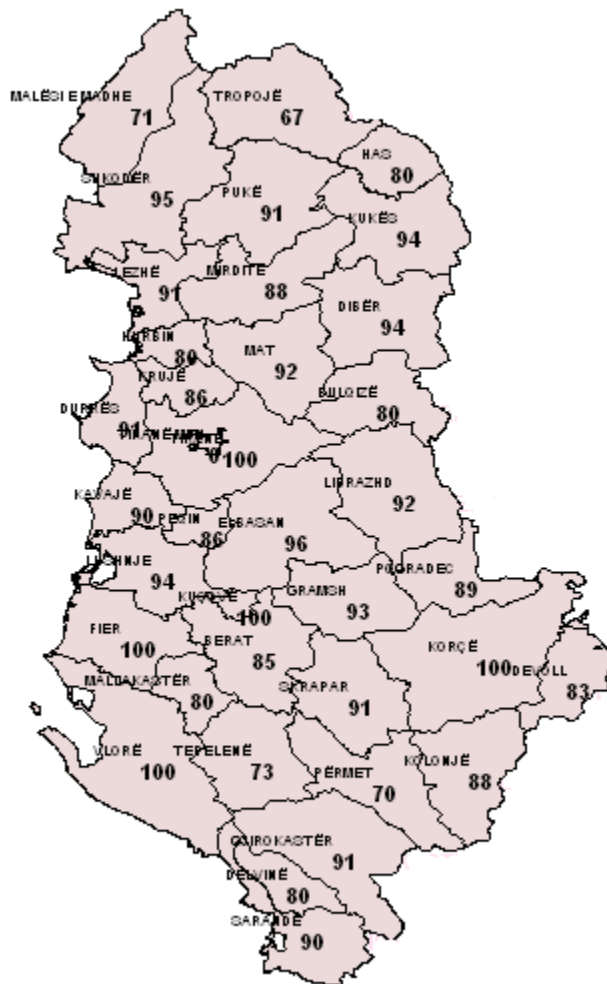 MALËSI E MADHE
71
TROPOJË
67
HAS
80
SHKODËR
95
PUKË
91
KUKËS
94
LEZHË
91
MIRDITË
88
DIBËR
94
KURBIN
80
MAT
92
KRUJË
86
BULQIZË
80
DURRËS
91
TIRANË
0
100
LIBRAZHD
92
KAVAJË
90
PEQIN
86
ELBASAN
96
LUSHNJE
94
POGRADEC
89
KUÇOVË
100
GRAMSH
93
FIER
100
BERAT
85
KORÇË
100
DEVOLL
83
MALLAKASTËR
80
SKRAPAR
91
VLORË
100
TEPELENË
73
PËRMET
70
KOLONJË
88
GJIROKASTËR
91
DELVINË
80
SARANDË
90